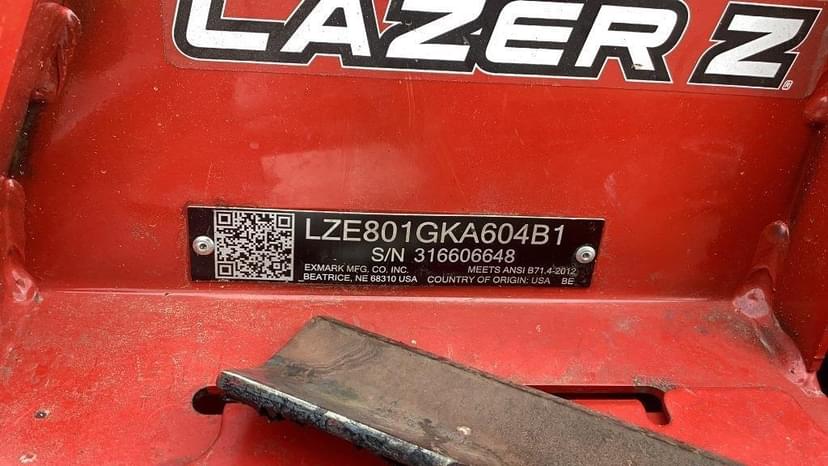 LAZER Z®
LZE801GKA604B1
S/N 316606648
EXMARK MFG. CO. INC. MEETS ANSI B71.4-2012
BEATRICE, NE 68310 USA COUNTRY OF ORIGIN: USA BE